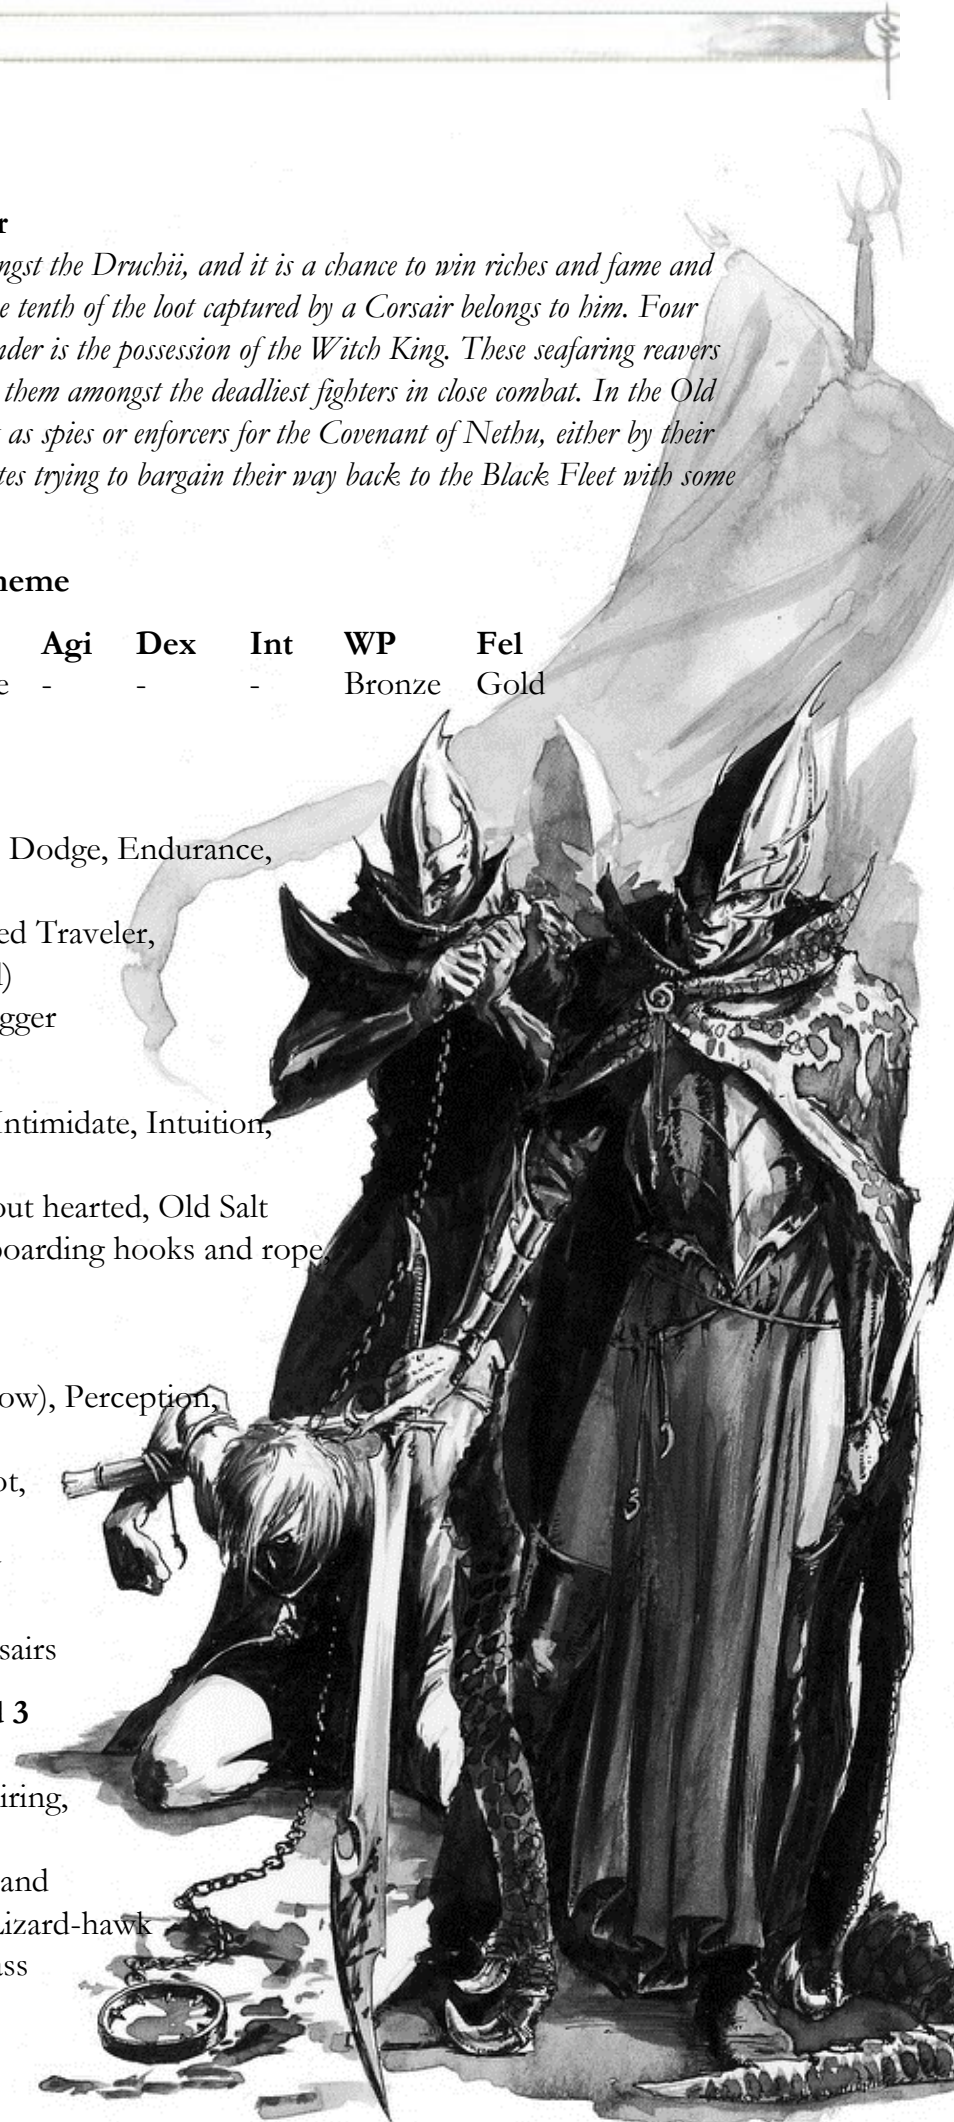 r
ngst the Druchii, and it is a chance to win riches and fame and
e tenth of the loot captured by a Corsair belongs to him. Four
nder is the possession of the Witch King. These seafaring reavers
them amongst the deadliest fighters in close combat. In the Old
t as spies or enforcers for the Covenant of Nethu, either by their
tes trying to bargain their way back to the Black Fleet with some
heme
Agi Dex Int WP Fel
e - - - Bronze Gold
Dodge, Endurance,
ed Traveler,
l)
gger
Intimidate, Intuition,
out hearted, Old Salt
boarding hooks and rope,
ow), Perception,
ot,
sairs
l 3
iring,
and
Lizard-hawk
ass